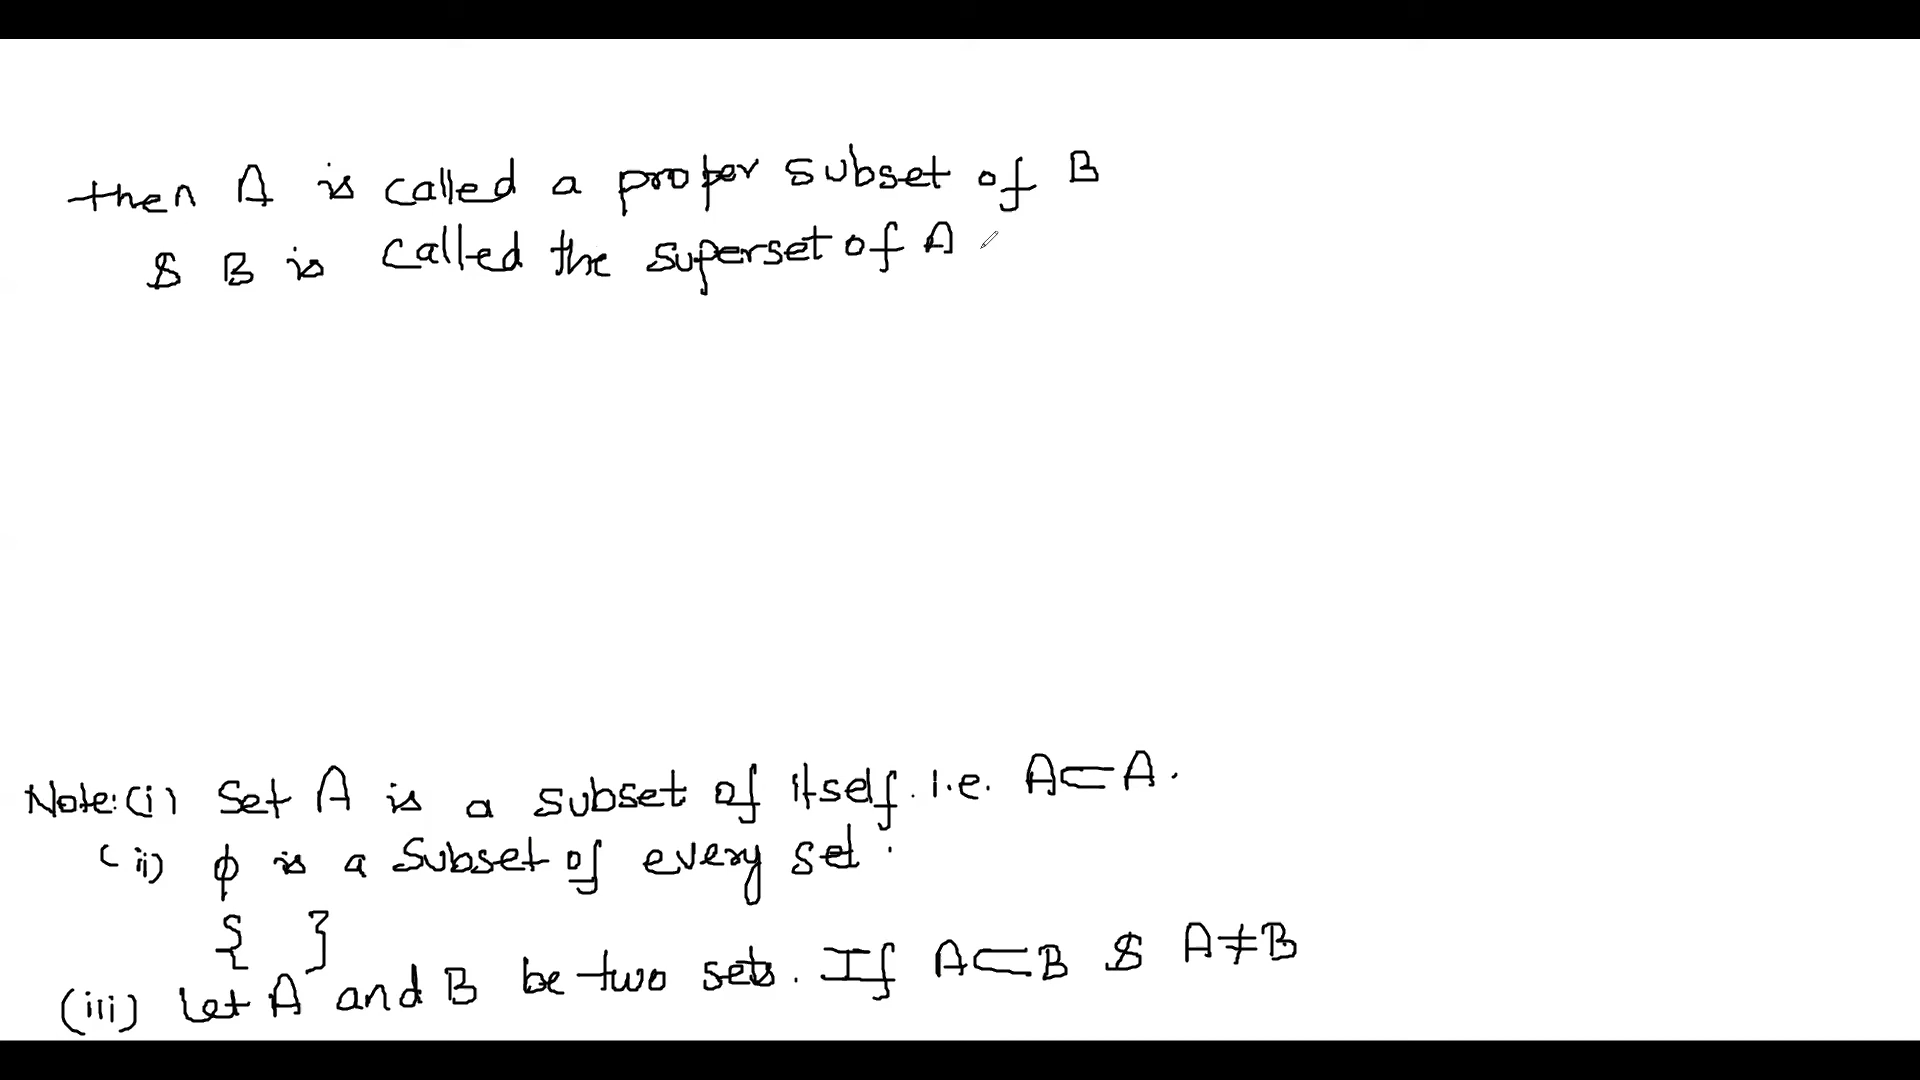 then A is called a proper subset of B
& B is called the superset of A
Note: (i) Set A is a subset of itself. i.e. A⊂A.
(ii) ϕ is a subset of every set.
{ }
(iii) Let A and B be two sets. If A⊂B & A≠B